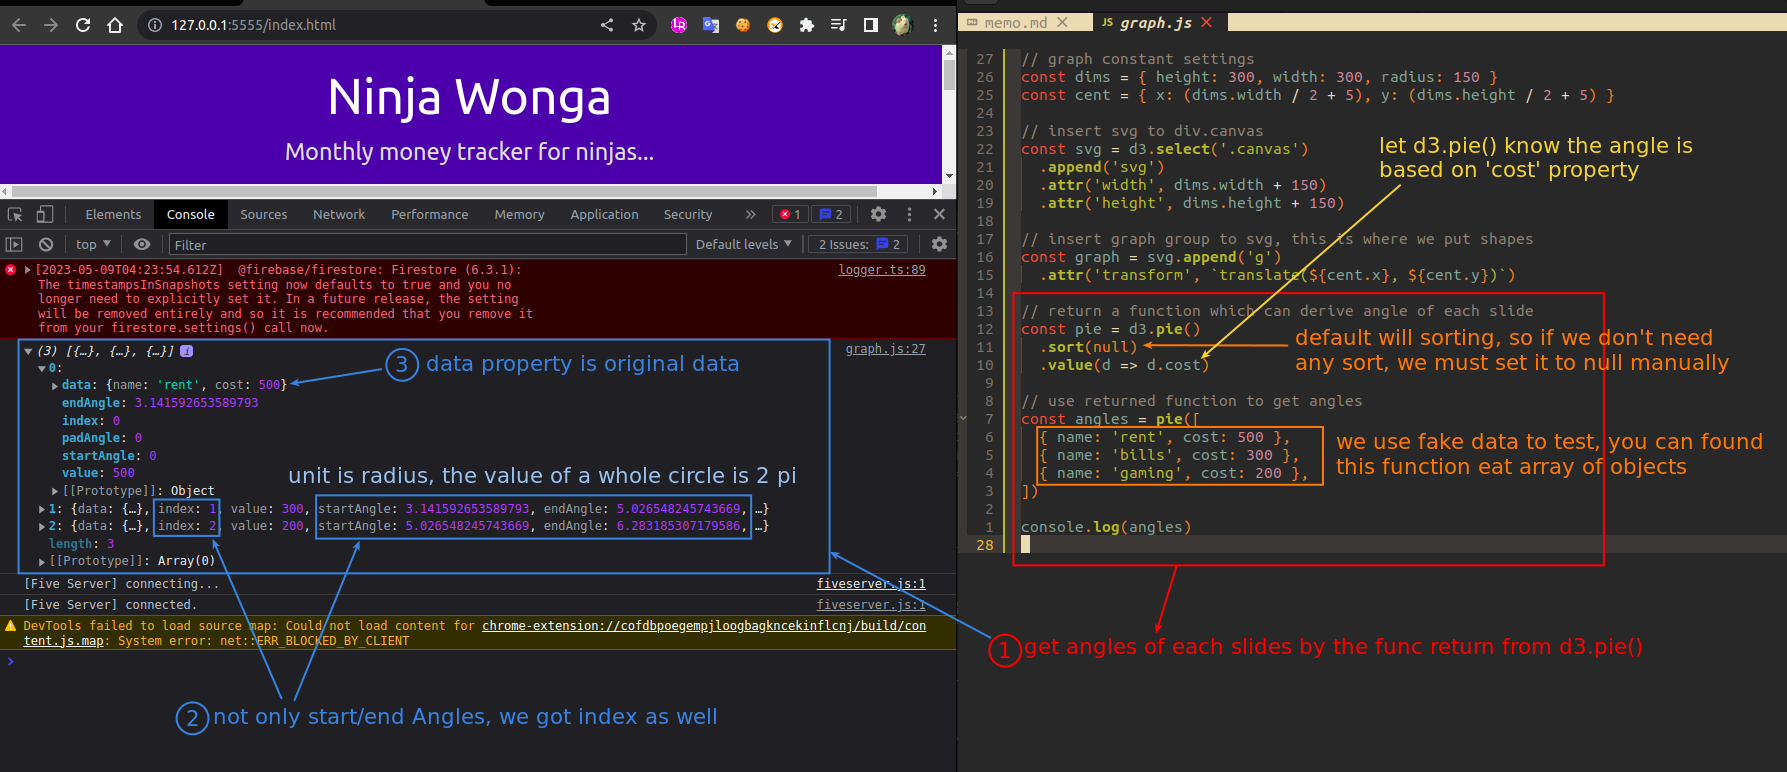 127.0.0.1:5555/index.html
Ninja Wonga
Monthly money tracker for ninjas...
Elements Console Sources Network Performance Memory Application Security » 1 2
top Filter Default levels 2 Issues: 2
[2023-05-09T04:23:54.612Z]  @firebase/firestore: Firestore (6.3.1): logger.ts:89
The timestampsInSnapshots setting now defaults to true and you no
longer need to explicitly set it. In a future release, the setting
will be removed entirely and so it is recommended that you remove it
from your firestore.settings() call now.
(3) [{…}, {…}, {…}] i graph.js:27
0:
data: {name: 'rent', cost: 500}
endAngle: 3.141592653589793
index: 0
padAngle: 0
startAngle: 0
value: 500
[[Prototype]]: Object
1: {data: {…}, index: 1, value: 300, startAngle: 3.141592653589793, endAngle: 5.026548245743669, …}
2: {data: {…}, index: 2, value: 200, startAngle: 5.026548245743669, endAngle: 6.283185307179586, …}
length: 3
[[Prototype]]: Array(0)
[Five Server] connecting... fiveserver.js:1
[Five Server] connected. fiveserver.js:1
DevTools failed to load source map: Could not load content for chrome-extension://cofdbpoegempjloogbagkncekinflcnj/build/con
tent.js.map: System error: net::ERR_BLOCKED_BY_CLIENT
3 data property is original data
unit is radius, the value of a whole circle is 2 pi
2 not only start/end Angles, we got index as well
memo.md JS graph.js
27 // graph constant settings
26 const dims = { height: 300, width: 300, radius: 150 }
25 const cent = { x: (dims.width / 2 + 5), y: (dims.height / 2 + 5) }
24
23 // insert svg to div.canvas
22 const svg = d3.select('.canvas')
21 .append('svg')
20 .attr('width', dims.width + 150)
19 .attr('height', dims.height + 150)
18
17 // insert graph group to svg, this is where we put shapes
16 const graph = svg.append('g')
15 .attr('transform', `translate(${cent.x}, ${cent.y})`)
14
13 // return a function which can derive angle of each slide
12 const pie = d3.pie()
11 .sort(null)
10 .value(d => d.cost)
9
8 // use returned function to get angles
7 const angles = pie([
6 { name: 'rent', cost: 500 },
5 { name: 'bills', cost: 300 },
4 { name: 'gaming', cost: 200 },
3 ])
2
1 console.log(angles)
28
let d3.pie() know the angle is
based on 'cost' property
default will sorting, so if we don't need
any sort, we must set it to null manually
we use fake data to test, you can found
this function eat array of objects
1 get angles of each slides by the func return from d3.pie()